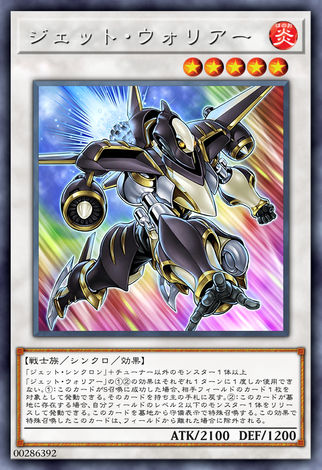 ジェット・ウォリアー
ほのお
炎
【戦士族／シンクロ／効果】
「ジェット・シンクロン」＋チューナー以外のモンスター１体以上
「ジェット・ウォリアー」の①②の効果はそれぞれ１ターンに１度しか使用でき
ない。①：このカードがS召喚に成功した場合、相手フィールドのカード１枚を
対象として発動できる。そのカードを持ち主の手札に戻す。②：このカードが墓
地に存在する場合、自分フィールドのレベル２以下のモンスター１体をリリー
スして発動できる。このカードを墓地から守備表示で特殊召喚する。この効果で
特殊召喚したこのカードは、フィールドから離れた場合に除外される。
ATK/2100 DEF/1200
00286392